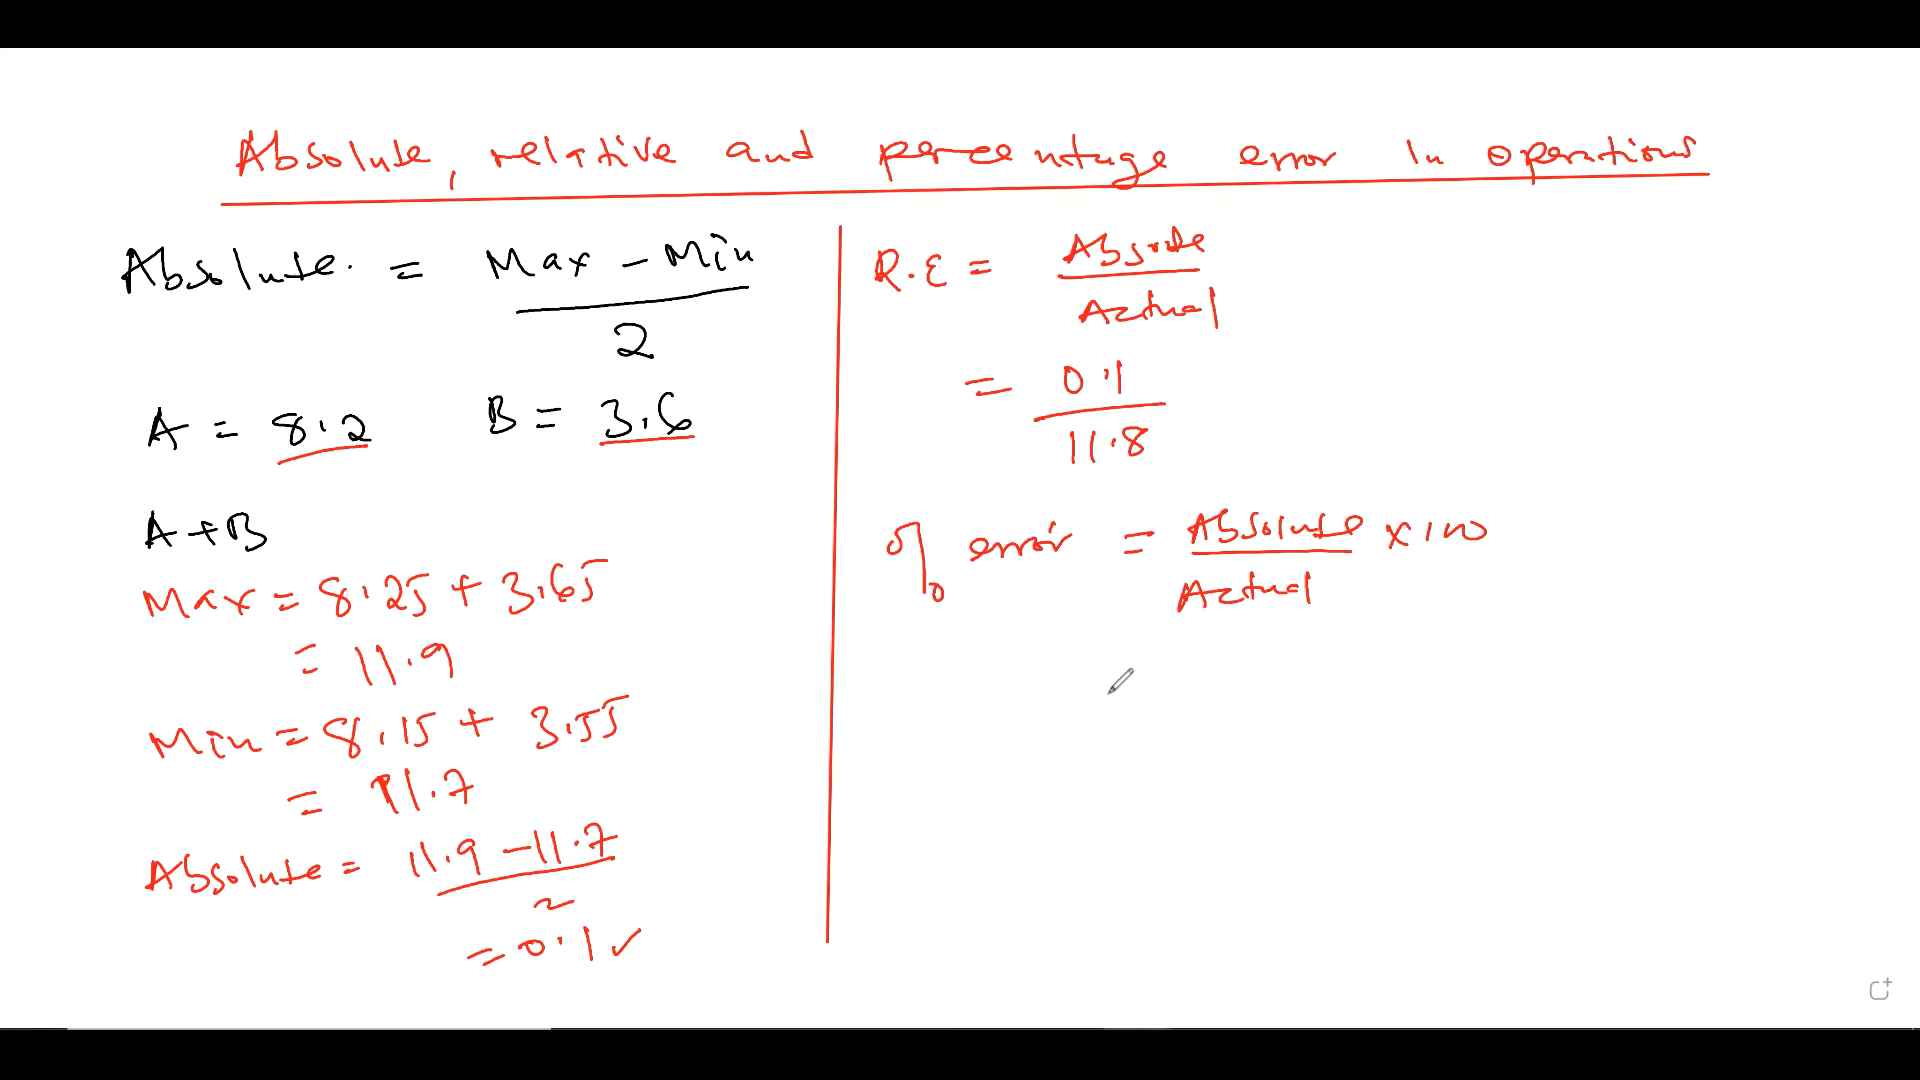 Absolute, relative and percentage error in operations
Absolute = Max - Min
2
A = 8.2 B = 3.6
A + B
Max = 8.25 + 3.65
= 11.9
Min = 8.15 + 3.55
= 11.7
Absolute = 11.9 - 11.7
2
= 0.1 ✓
R.E = Absolute
Actual
= 0.1
11.8
% error = Absolute x 100
Actual